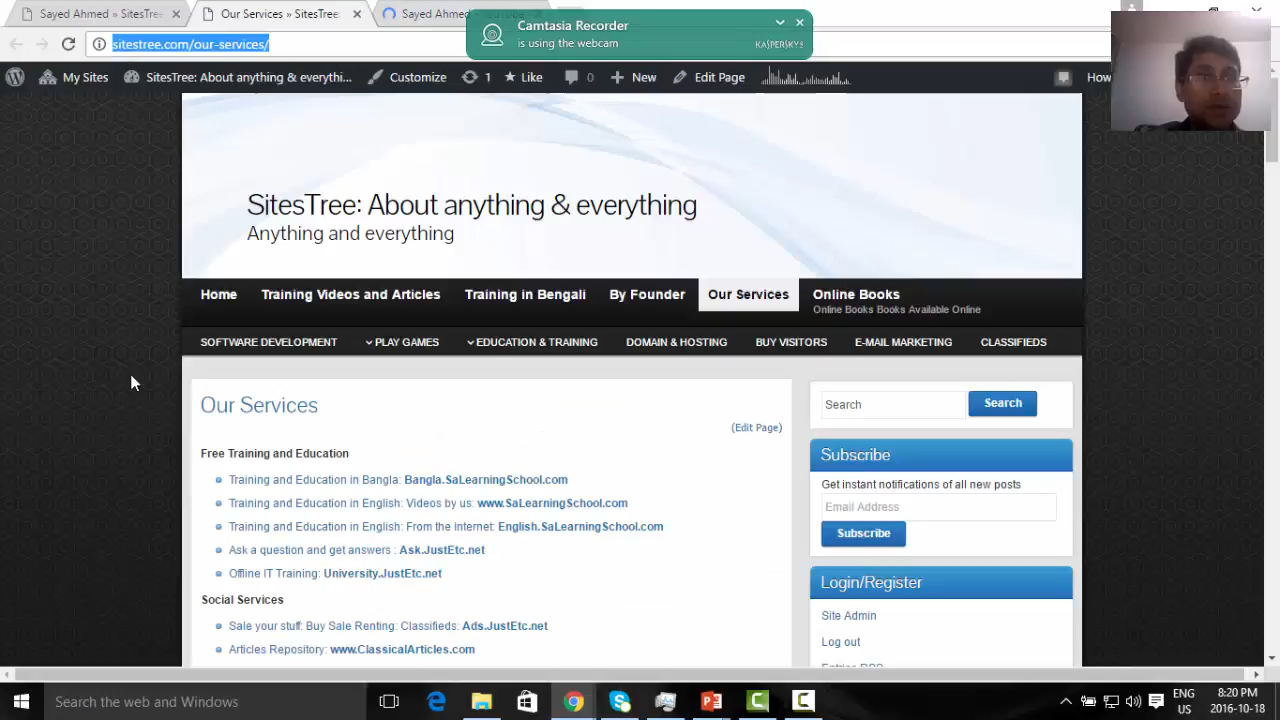 Sayed Ahmed » SitesTree
Our Services « SitesTree
Sayed Ahmed - YouTube
Camtasia Recorder
is using the webcam
KASPERSKY
sitestree.com/our-services/
My Sites
SitesTree: About anything & everythi...
Customize
1
Like
0
New
Edit Page
How
SitesTree: About anything & everything
Anything and everything
Home
Training Videos and Articles
Training in Bengali
By Founder
Our Services
Online Books
Online Books Books Available Online
SOFTWARE DEVELOPMENT
PLAY GAMES
EDUCATION & TRAINING
DOMAIN & HOSTING
BUY VISITORS
E-MAIL MARKETING
CLASSIFIEDS
Our Services
(Edit Page)
Free Training and Education
Training and Education in Bangla: Bangla.SaLearningSchool.com
Training and Education in English: Videos by us: www.SaLearningSchool.com
Training and Education in English: From the Internet: English.SaLearningSchool.com
Ask a question and get answers : Ask.JustEtc.net
Offline IT Training: University.JustEtc.net
Social Services
Sale your stuff: Buy Sale Renting: Classifieds: Ads.JustEtc.net
Articles Repository: www.ClassicalArticles.com
Search
Search
Subscribe
Get instant notifications of all new posts
Email Address
Subscribe
Login/Register
Site Admin
Log out
Entries RSS
Search the web and Windows
ENG
US
8:20 PM
2016-10-18